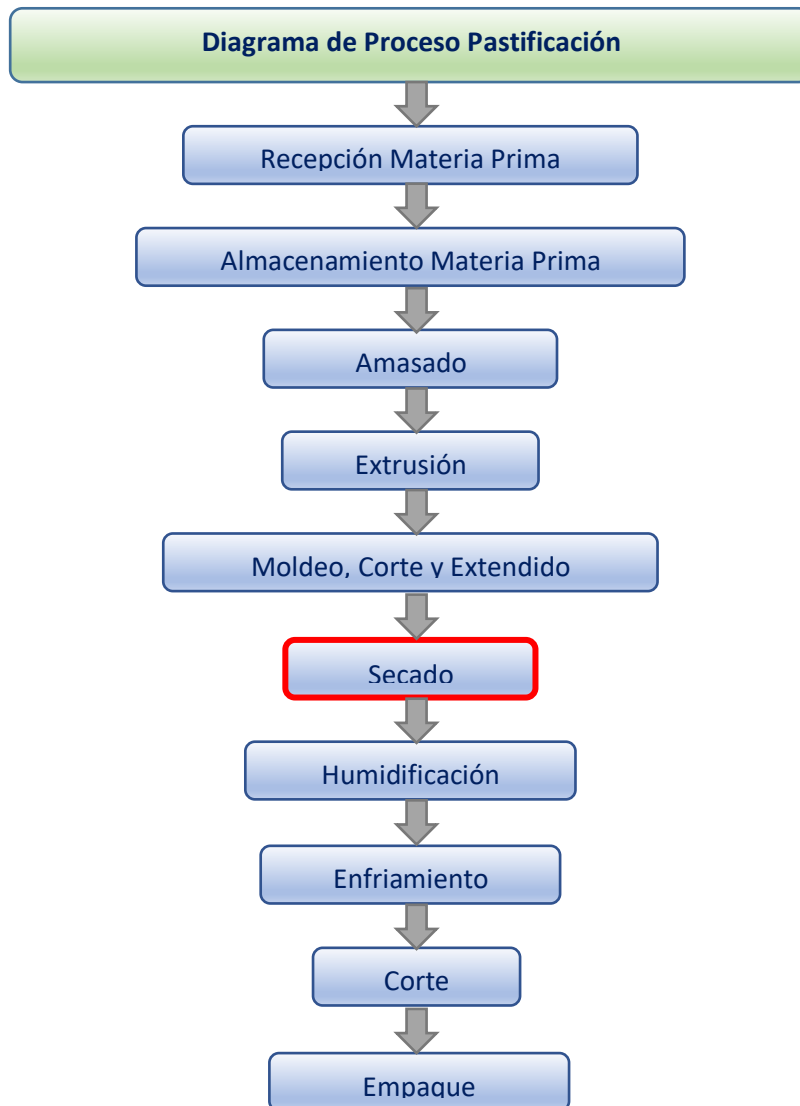 Diagrama de Proceso Pastificación
Recepción Materia Prima
Almacenamiento Materia Prima
Amasado
Extrusión
Moldeo, Corte y Extendido
Secado
Humidificación
Enfriamiento
Corte
Empaque